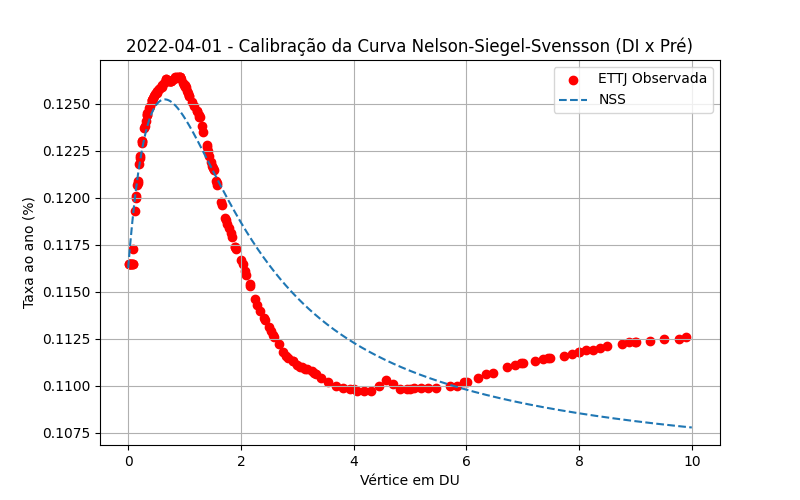 2022-04-01 - Calibração da Curva Nelson-Siegel-Svensson (DI x Pré)
ETTJ Observada
NSS
Taxa ao ano (%)
0.1250
0.1225
0.1200
0.1175
0.1150
0.1125
0.1100
0.1075
0 2 4 6 8 10
Vértice em DU